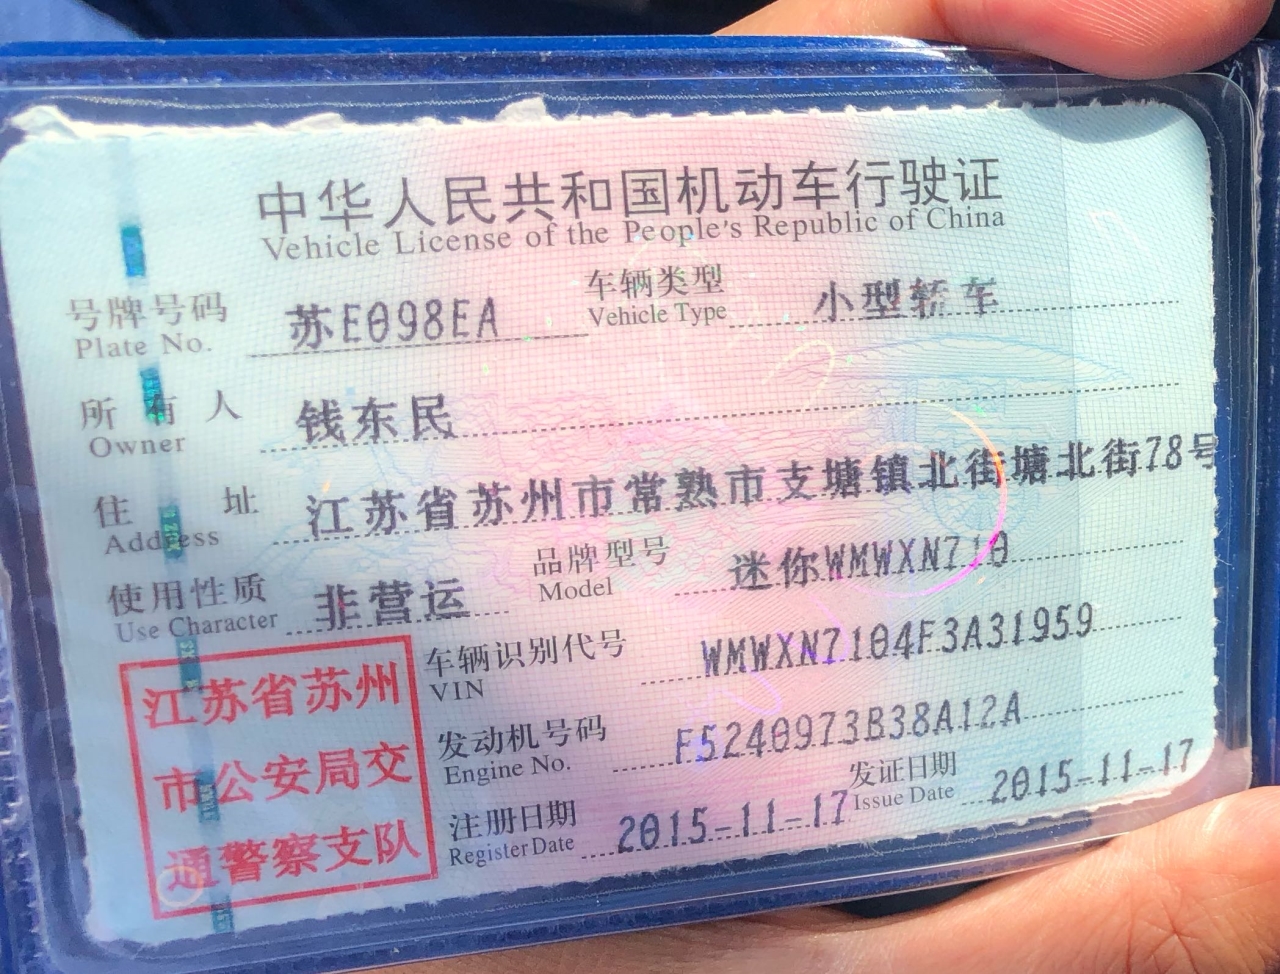 中华人民共和国机动车行驶证
Vehicle License of the People's Republic of China
号牌号码 苏E098EA 车辆类型 小型轿车
Plate No. Vehicle Type
所有人 钱东民
Owner
住址 江苏省苏州市常熟市支塘镇北街塘北街78号
Address
使用性质 非营运 品牌型号 迷你WMWXN710
Use Character Model
车辆识别代号 WMWXN7104F3A31959
VIN
发动机号码 F5240973B38A12A
Engine No.
注册日期 2015-11-17 发证日期 2015-11-17
Register Date Issue Date
江苏省苏州
市公安局交
通警察支队